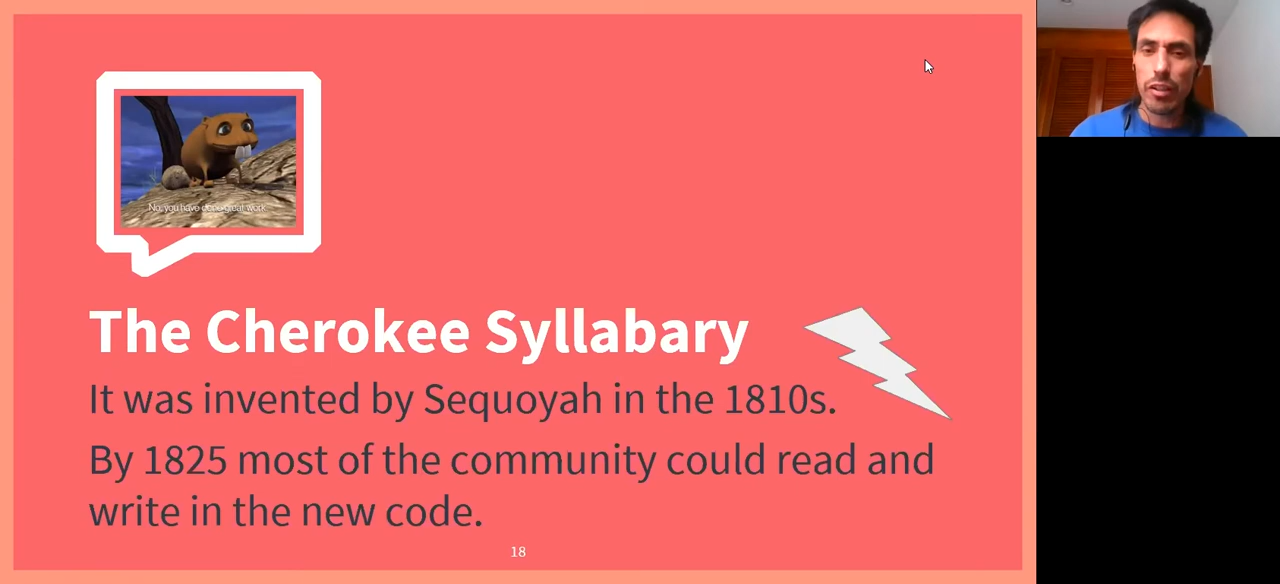 No, you have done great work
The Cherokee Syllabary
It was invented by Sequoyah in the 1810s.
By 1825 most of the community could read and
write in the new code.
18